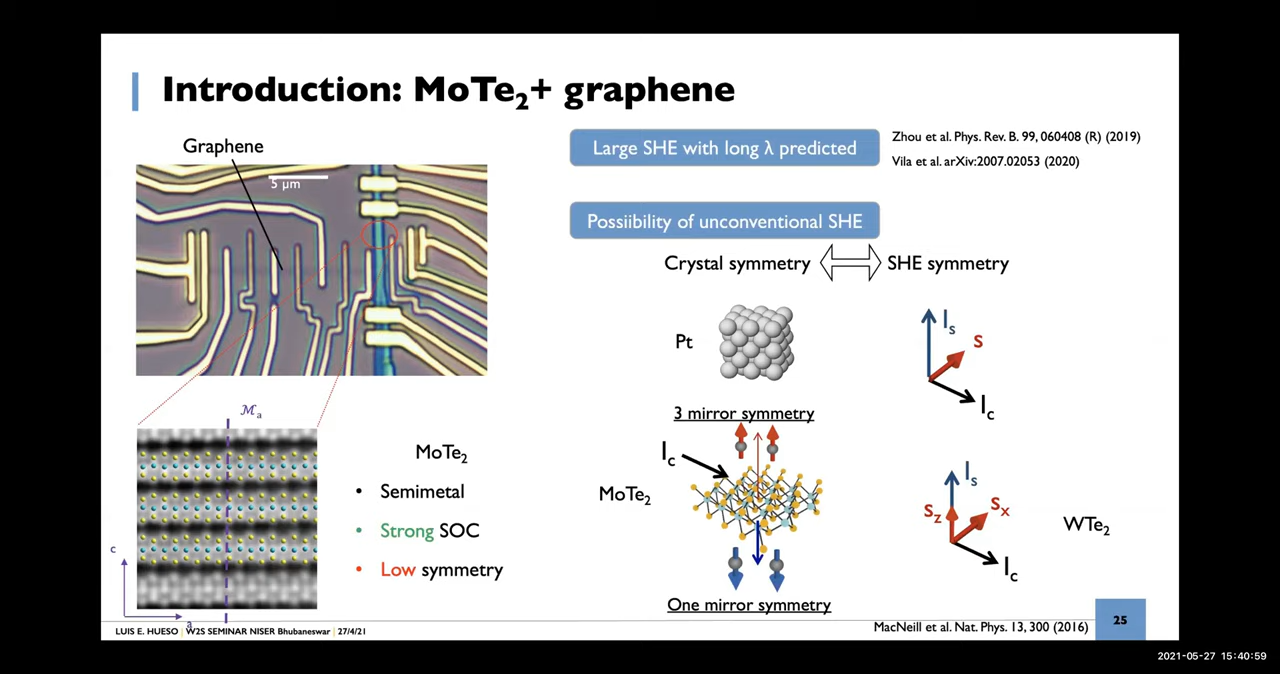 Introduction: MoTe2+ graphene
Graphene
5 μm
Large SHE with long λ predicted
Zhou et al. Phys. Rev. B. 99, 060408 (R) (2019)
Vila et al. arXiv:2007.02053 (2020)
Possiibility of unconventional SHE
Crystal symmetry
SHE symmetry
Pt
Is
s
Ic
3 mirror symmetry
Ma
MoTe2
• Semimetal
• Strong SOC
• Low symmetry
c
a
Ic
MoTe2
One mirror symmetry
Is
sz
sx
Ic
WTe2
LUIS E. HUESO | W2S SEMINAR NISER Bhubaneswar | 27/4/21
MacNeill et al. Nat. Phys. 13, 300 (2016)
25
2021-05-27 15:40:59